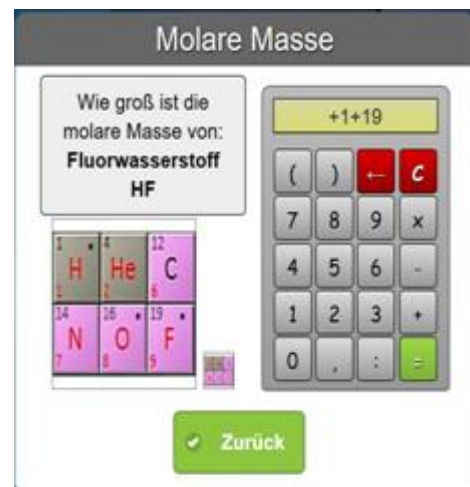 Molare Masse
Wie groß ist die
molare Masse von:
Fluorwasserstoff
HF
1 4 12
H He C
1 2 6
14 16 19
N O F
7 8 9
+1+19
( ) ← C
7 8 9 x
4 5 6 -
1 2 3 +
0 , : =
Zurück